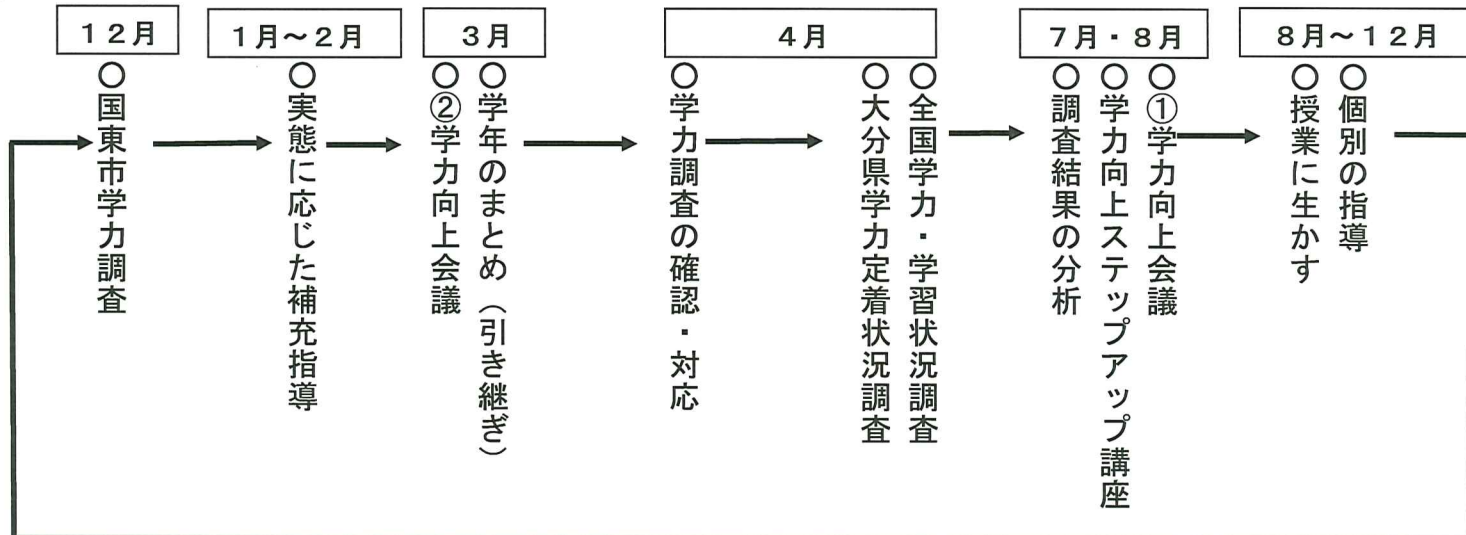 12月
○国東市学力調査
1月～2月
○実態に応じた補充指導
3月
○学年のまとめ（引き継ぎ）
○②学力向上会議
4月
○学力調査の確認・対応
○全国学力・学習状況調査
○大分県学力定着状況調査
7月・8月
○①学力向上会議
○学力向上ステップアップ講座
○調査結果の分析
8月～12月
○個別の指導
○授業に生かす